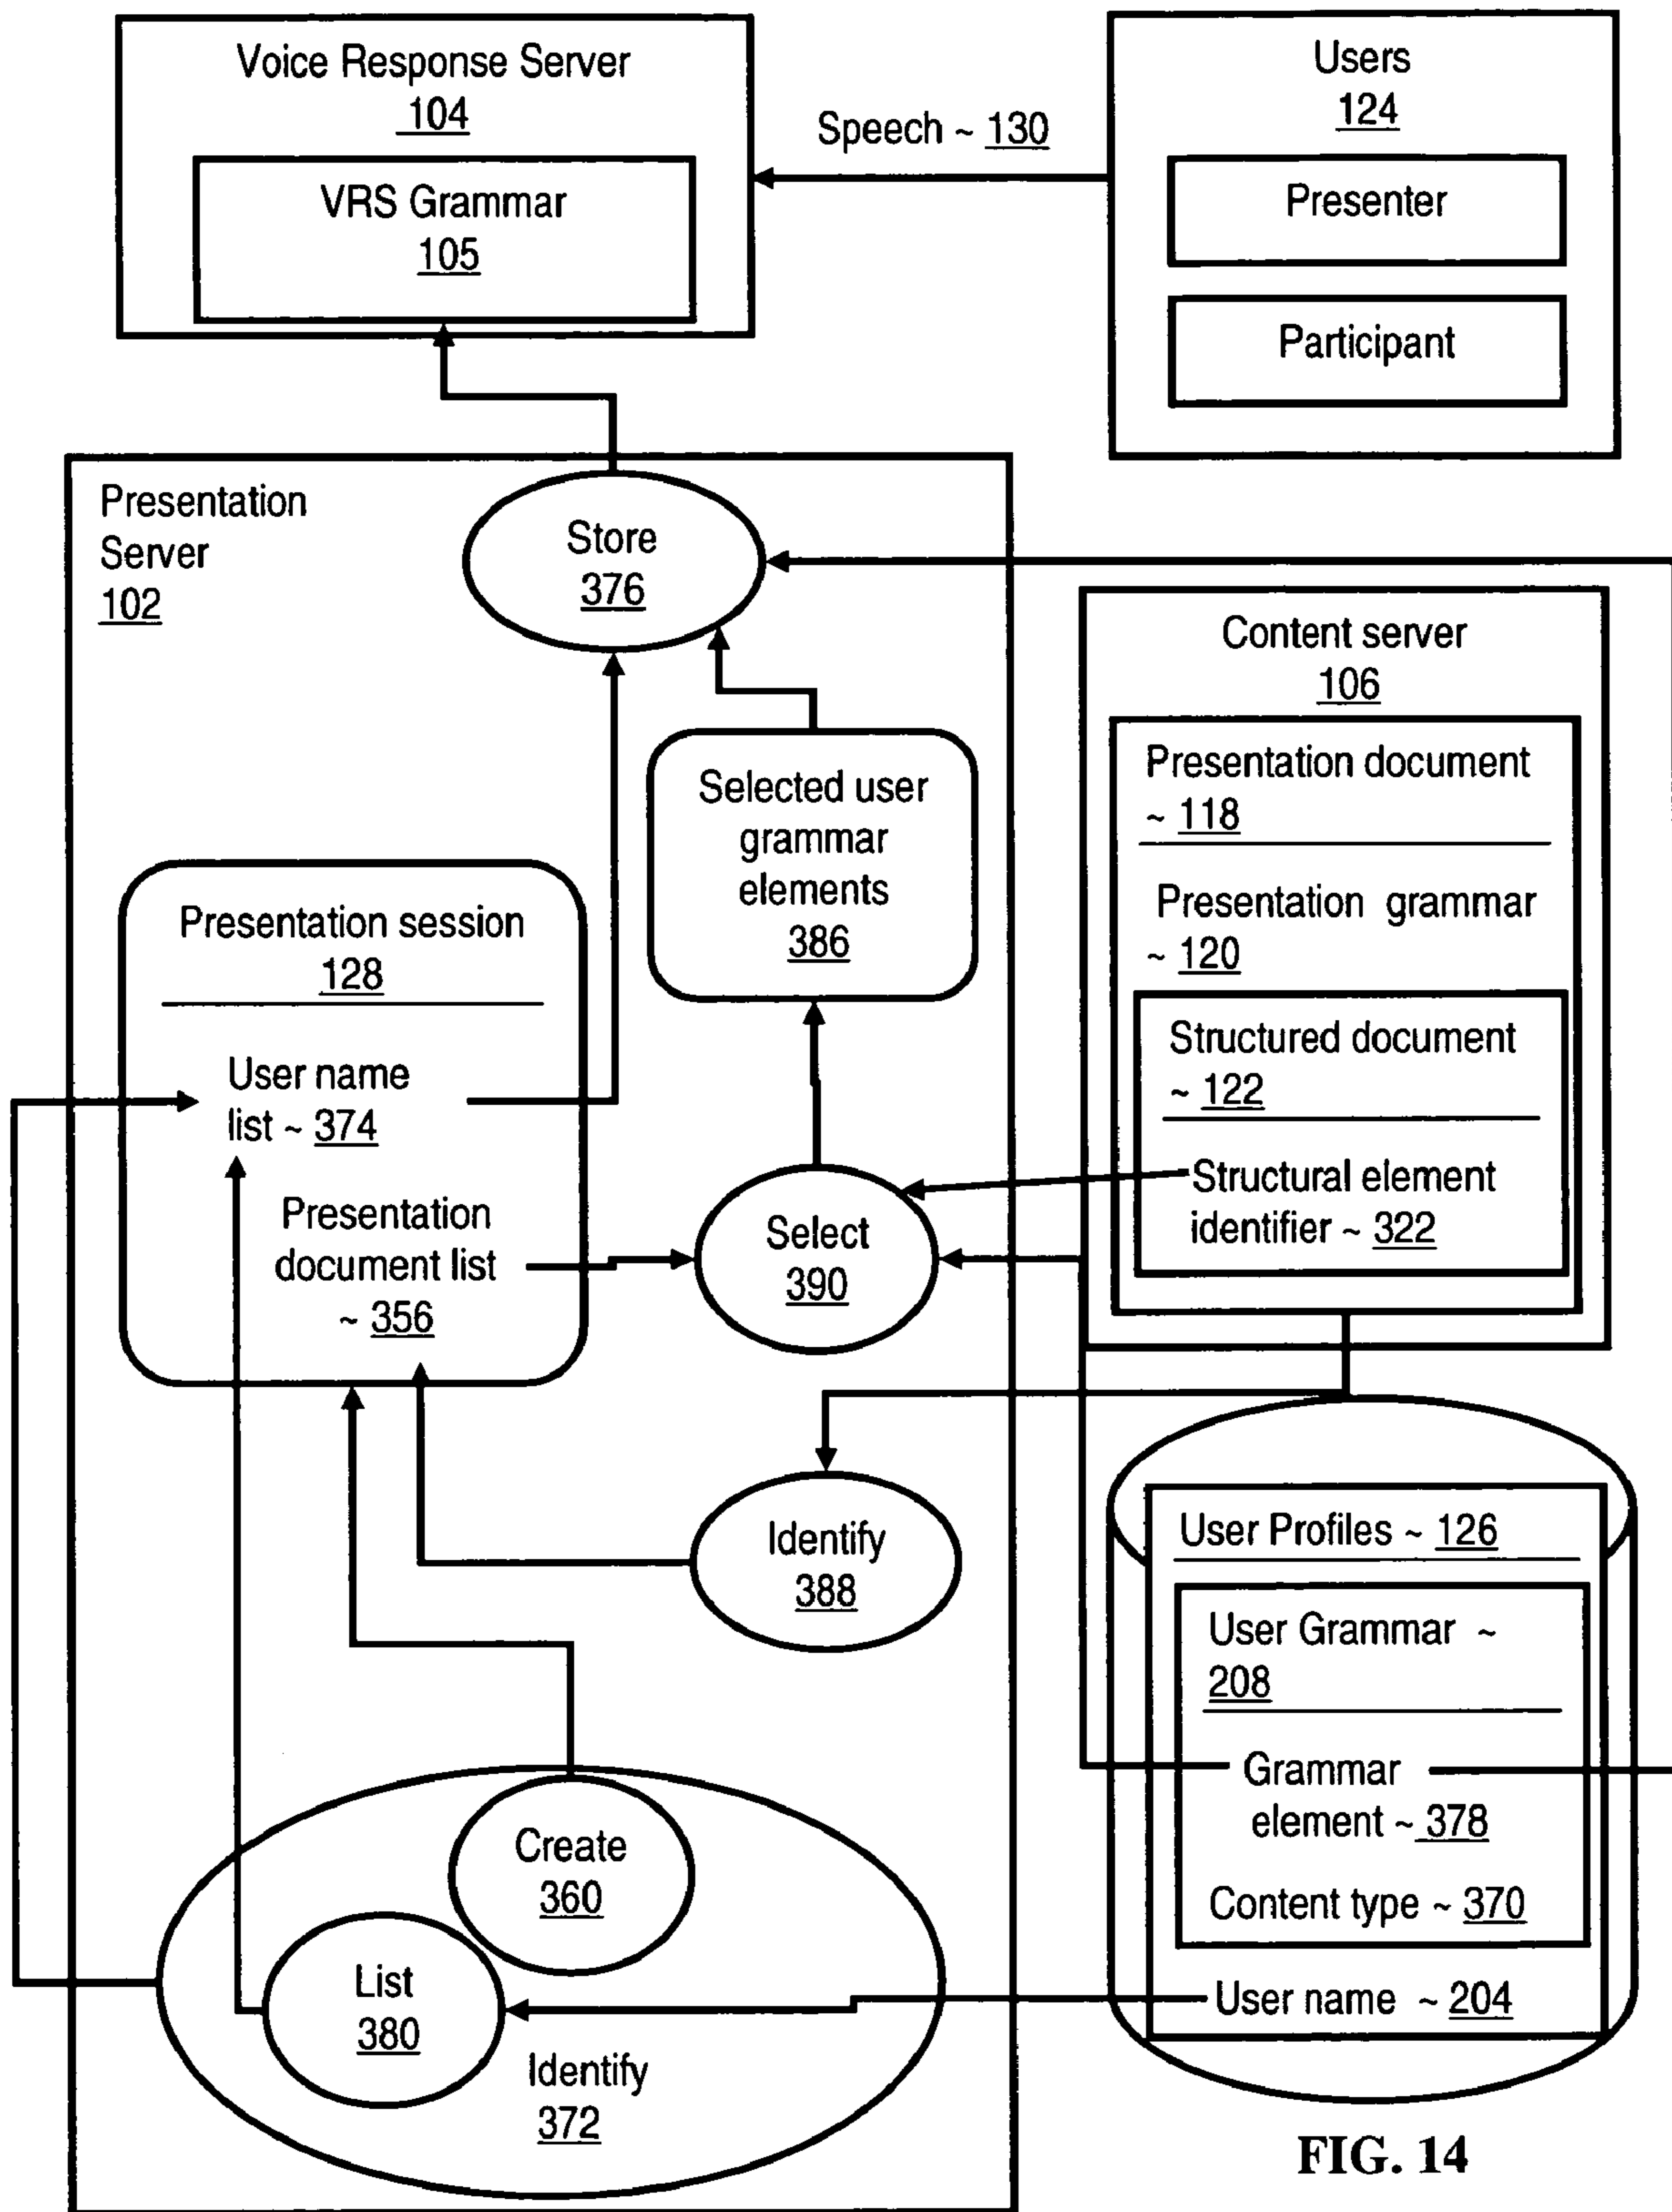 Voice Response Server
104
VRS Grammar
105
Speech ~ 130
Users
124
Presenter
Participant
Presentation
Server
102
Store
376
Selected user
grammar
elements
386
Presentation session
128
User name
list ~ 374
Presentation
document list
~ 356
Select
390
Identify
388
Create
360
List
380
Identify
372
Content server
106
Presentation document
~ 118
Presentation grammar
~ 120
Structured document
~ 122
Structural element
identifier ~ 322
User Profiles ~ 126
User Grammar ~
208
Grammar
element ~ 378
Content type ~ 370
User name ~ 204
FIG. 14